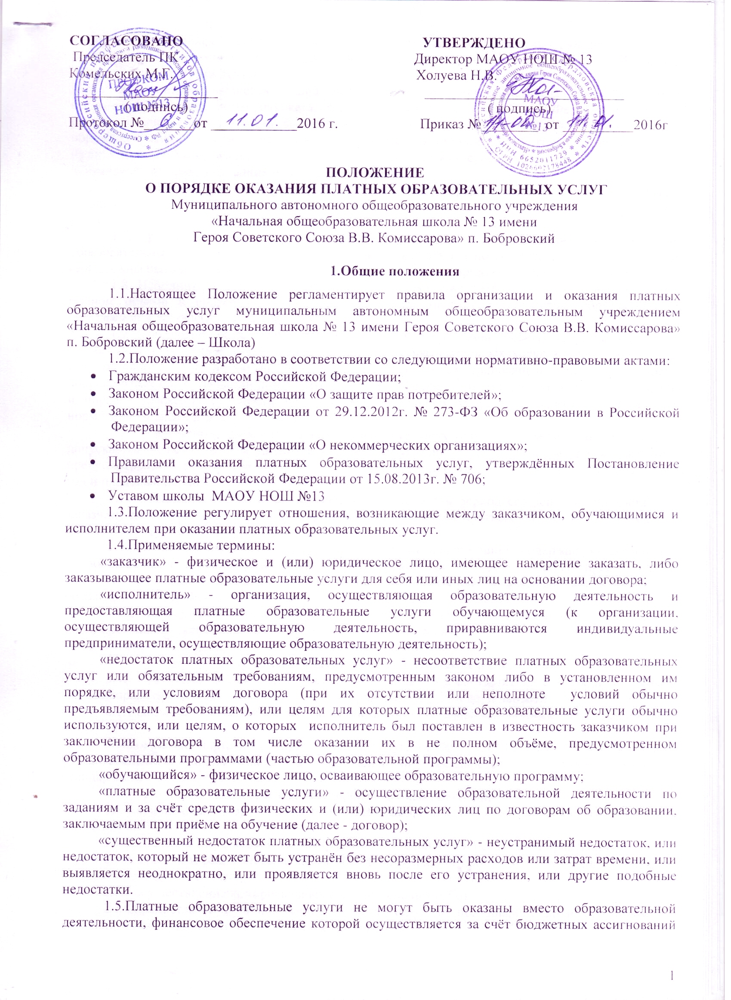 СОГЛАСОВАНО УТВЕРЖДЕНО
Председатель ПК Директор МАОУ НОШ № 13
Комельских М.Г. Холуева Н.В.
ПРОФКОМ
МАОУ
НОШ №13
МАОУ
НОШ
№13
ИНН 6652011729
ОГРН 1026602178448
( подпись) ( подпись)
Протокол № 6 от 11.01. 2016 г. Приказ № 11-од от 11.01. 2016г
ПОЛОЖЕНИЕ
О ПОРЯДКЕ ОКАЗАНИЯ ПЛАТНЫХ ОБРАЗОВАТЕЛЬНЫХ УСЛУГ
Муниципального автономного общеобразовательного учреждения
«Начальная общеобразовательная школа № 13 имени
Героя Советского Союза В.В. Комиссарова» п. Бобровский
1.Общие положения
1.1.Настоящее Положение регламентирует правила организации и оказания платных
образовательных услуг муниципальным автономным общеобразовательным учреждением
«Начальная общеобразовательная школа № 13 имени Героя Советского Союза В.В. Комиссарова»
п. Бобровский (далее – Школа)
1.2.Положение разработано в соответствии со следующими нормативно-правовыми актами:
• Гражданским кодексом Российской Федерации;
• Законом Российской Федерации «О защите прав потребителей»;
• Законом Российской Федерации от 29.12.2012г. № 273-ФЗ «Об образовании в Российской
Федерации»;
• Законом Российской Федерации «О некоммерческих организациях»;
• Правилами оказания платных образовательных услуг, утверждённых Постановление
Правительства Российской Федерации от 15.08.2013г. № 706;
• Уставом школы МАОУ НОШ №13
1.3.Положение регулирует отношения, возникающие между заказчиком, обучающимися и
исполнителем при оказании платных образовательных услуг.
1.4.Применяемые термины:
«заказчик» - физическое и (или) юридическое лицо, имеющее намерение заказать, либо
заказывающее платные образовательные услуги для себя или иных лиц на основании договора;
«исполнитель» - организация, осуществляющая образовательную деятельность и
предоставляющая платные образовательные услуги обучающемуся (к организации,
осуществляющей образовательную деятельность, приравниваются индивидуальные
предприниматели, осуществляющие образовательную деятельность);
«недостаток платных образовательных услуг» - несоответствие платных образовательных
услуг или обязательным требованиям, предусмотренным законом либо в установленном им
порядке, или условиям договора (при их отсутствии или неполноте условий обычно
предъявляемым требованиям), или целям для которых платные образовательные услуги обычно
используются, или целям, о которых исполнитель был поставлен в известность заказчиком при
заключении договора в том числе оказании их в не полном объёме, предусмотренном
образовательными программами (частью образовательной программы);
«обучающийся» - физическое лицо, осваивающее образовательную программу;
«платные образовательные услуги» - осуществление образовательной деятельности по
заданиям и за счёт средств физических и (или) юридических лиц по договорам об образовании,
заключаемым при приёме на обучение (далее - договор);
«существенный недостаток платных образовательных услуг» - неустранимый недостаток, или
недостаток, который не может быть устранён без несоразмерных расходов или затрат времени, или
выявляется неоднократно, или проявляется вновь после его устранения, или другие подобные
недостатки.
1.5.Платные образовательные услуги не могут быть оказаны вместо образовательной
деятельности, финансовое обеспечение которой осуществляется за счёт бюджетных ассигнований
1